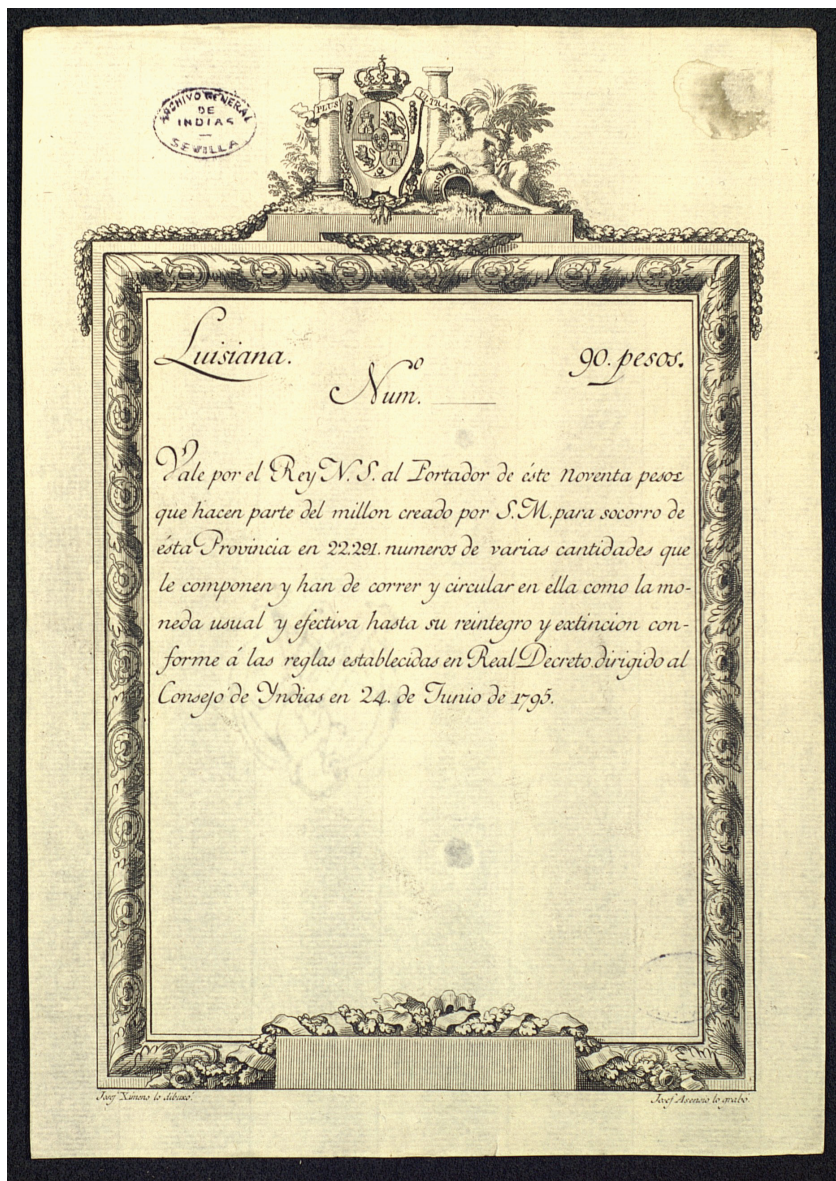 ARCHIVO GENERAL
DE
INDIAS
SEVILLA
PLUS ULTRA
Luisiana. 90. pesos.
Num.º
Vale por el Rey N. S. al Portador de éste Noventa pesos
que hacen parte del millon creado por S. M. para socorro de
ésta Provincia en 22.291. numeros de varias cantidades que
le componen y han de correr y circular en ella como la mo-
neda usual y efectiva hasta su reintegro y extincion con-
forme á las reglas establecidas en Real Decreto dirigido al
Consejo de Yndias en 24. de Junio de 1795.
Josef Ximeno lo dibuxo.
Josef Asensio lo grabo.